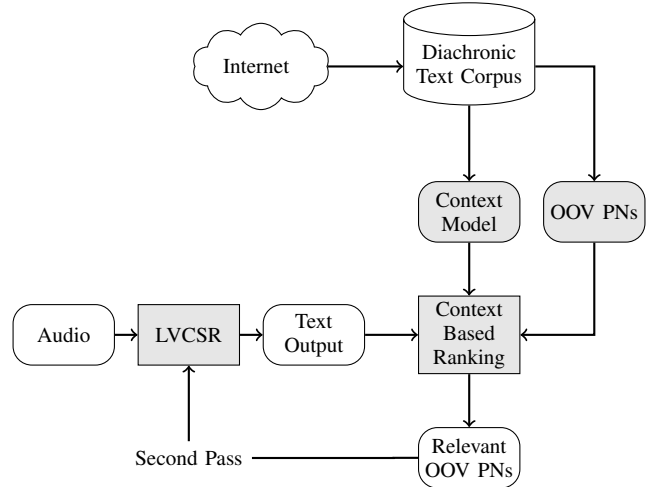 Internet
Diachronic
Text Corpus
Context
Model
OOV PNs
Audio
LVCSR
Text
Output
Context
Based
Ranking
Second Pass
Relevant
OOV PNs